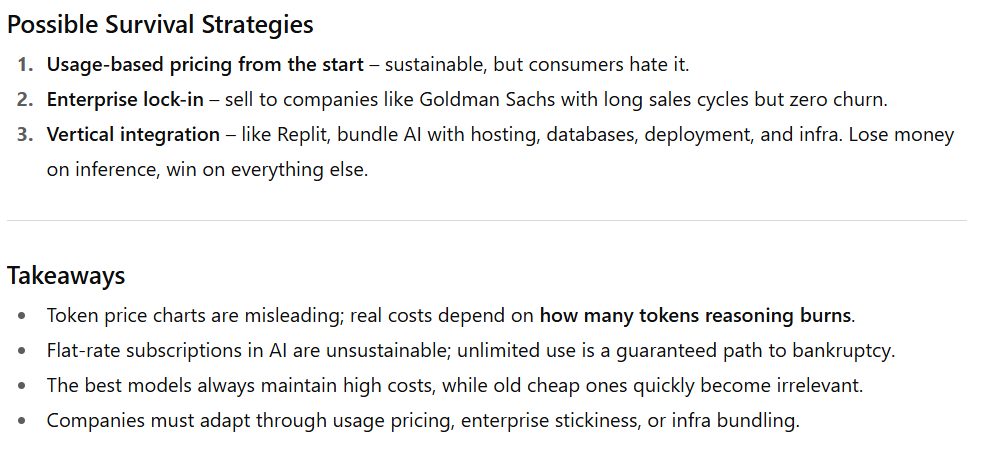 Possible Survival Strategies
1. Usage-based pricing from the start – sustainable, but consumers hate it.
2. Enterprise lock-in – sell to companies like Goldman Sachs with long sales cycles but zero churn.
3. Vertical integration – like Replit, bundle AI with hosting, databases, deployment, and infra. Lose money
on inference, win on everything else.
Takeaways
• Token price charts are misleading; real costs depend on how many tokens reasoning burns.
• Flat-rate subscriptions in AI are unsustainable; unlimited use is a guaranteed path to bankruptcy.
• The best models always maintain high costs, while old cheap ones quickly become irrelevant.
• Companies must adapt through usage pricing, enterprise stickiness, or infra bundling.